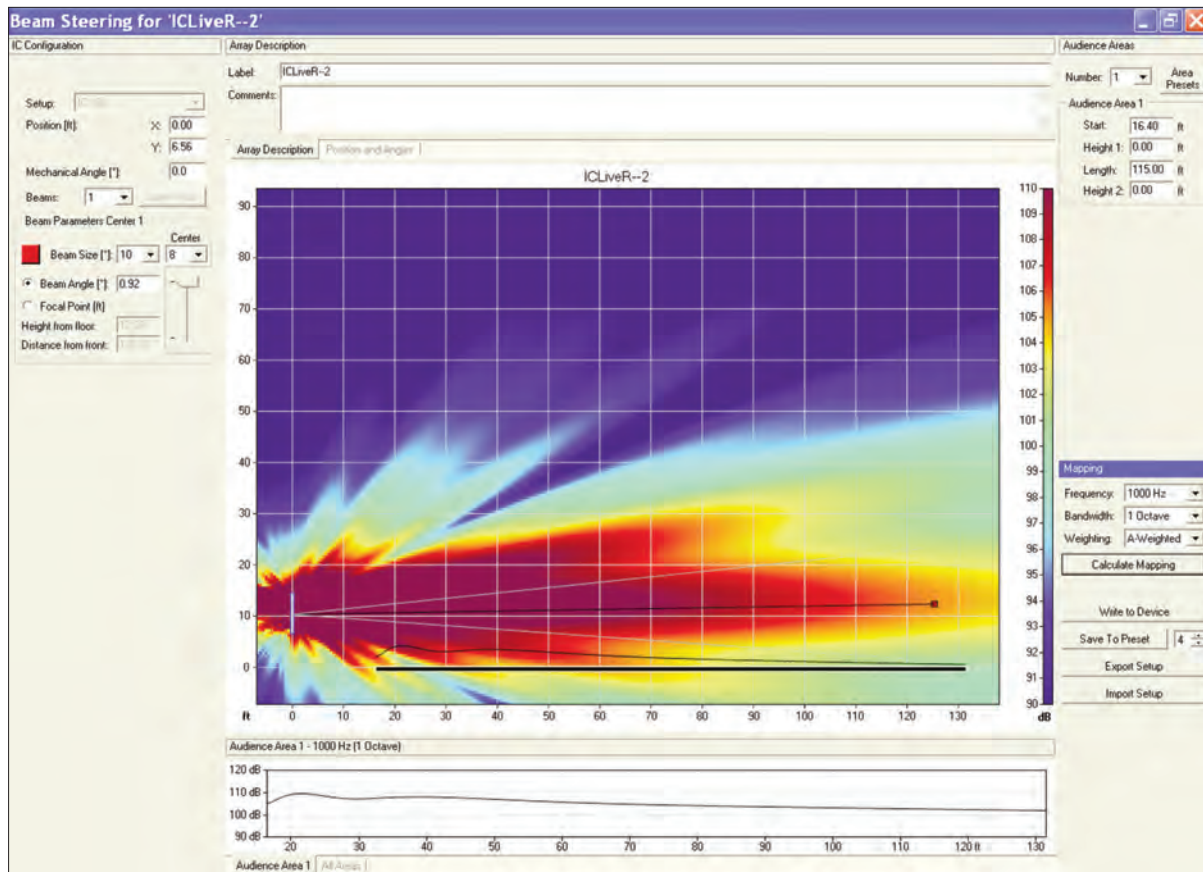 Beam Steering for 'ICLiveR--2'
IC Configuration
Setup:
Position [ft]: X: 0.00
Y: 6.56
Mechanical Angle [°] 0.0
Beams: 1
Beam Parameters Center 1
Center
Beam Size [°]: 10 8
Beam Angle [°]: 0.92
Focal Point [ft]
Height from floor:
Distance from front:
Array Description
Label: ICLiveR--2
Comments:
Array Description Position and Angles
ICLiveR--2
90
80
70
60
50
40
30
20
10
0
ft 0 10 20 30 40 50 60 70 80 90 100 110 120 130
110
109
108
107
106
105
104
103
102
101
100
99
98
97
96
95
94
93
92
91
90
dB
Audience Area 1 - 1000 Hz (1 Octave)
120 dB
110 dB
100 dB
90 dB
20 30 40 50 60 70 80 90 100 110 120 ft 130
Audience Area 1 All Areas
Audience Areas
Number: 1 Area Presets
Audience Area 1
Start: 16.40 ft
Height 1: 0.00 ft
Length: 115.00 ft
Height 2: 0.00 ft
Mapping
Frequency: 1000 Hz
Bandwidth: 1 Octave
Weighting: A-Weighted
Calculate Mapping
Write to Device
Save To Preset 4
Export Setup
Import Setup